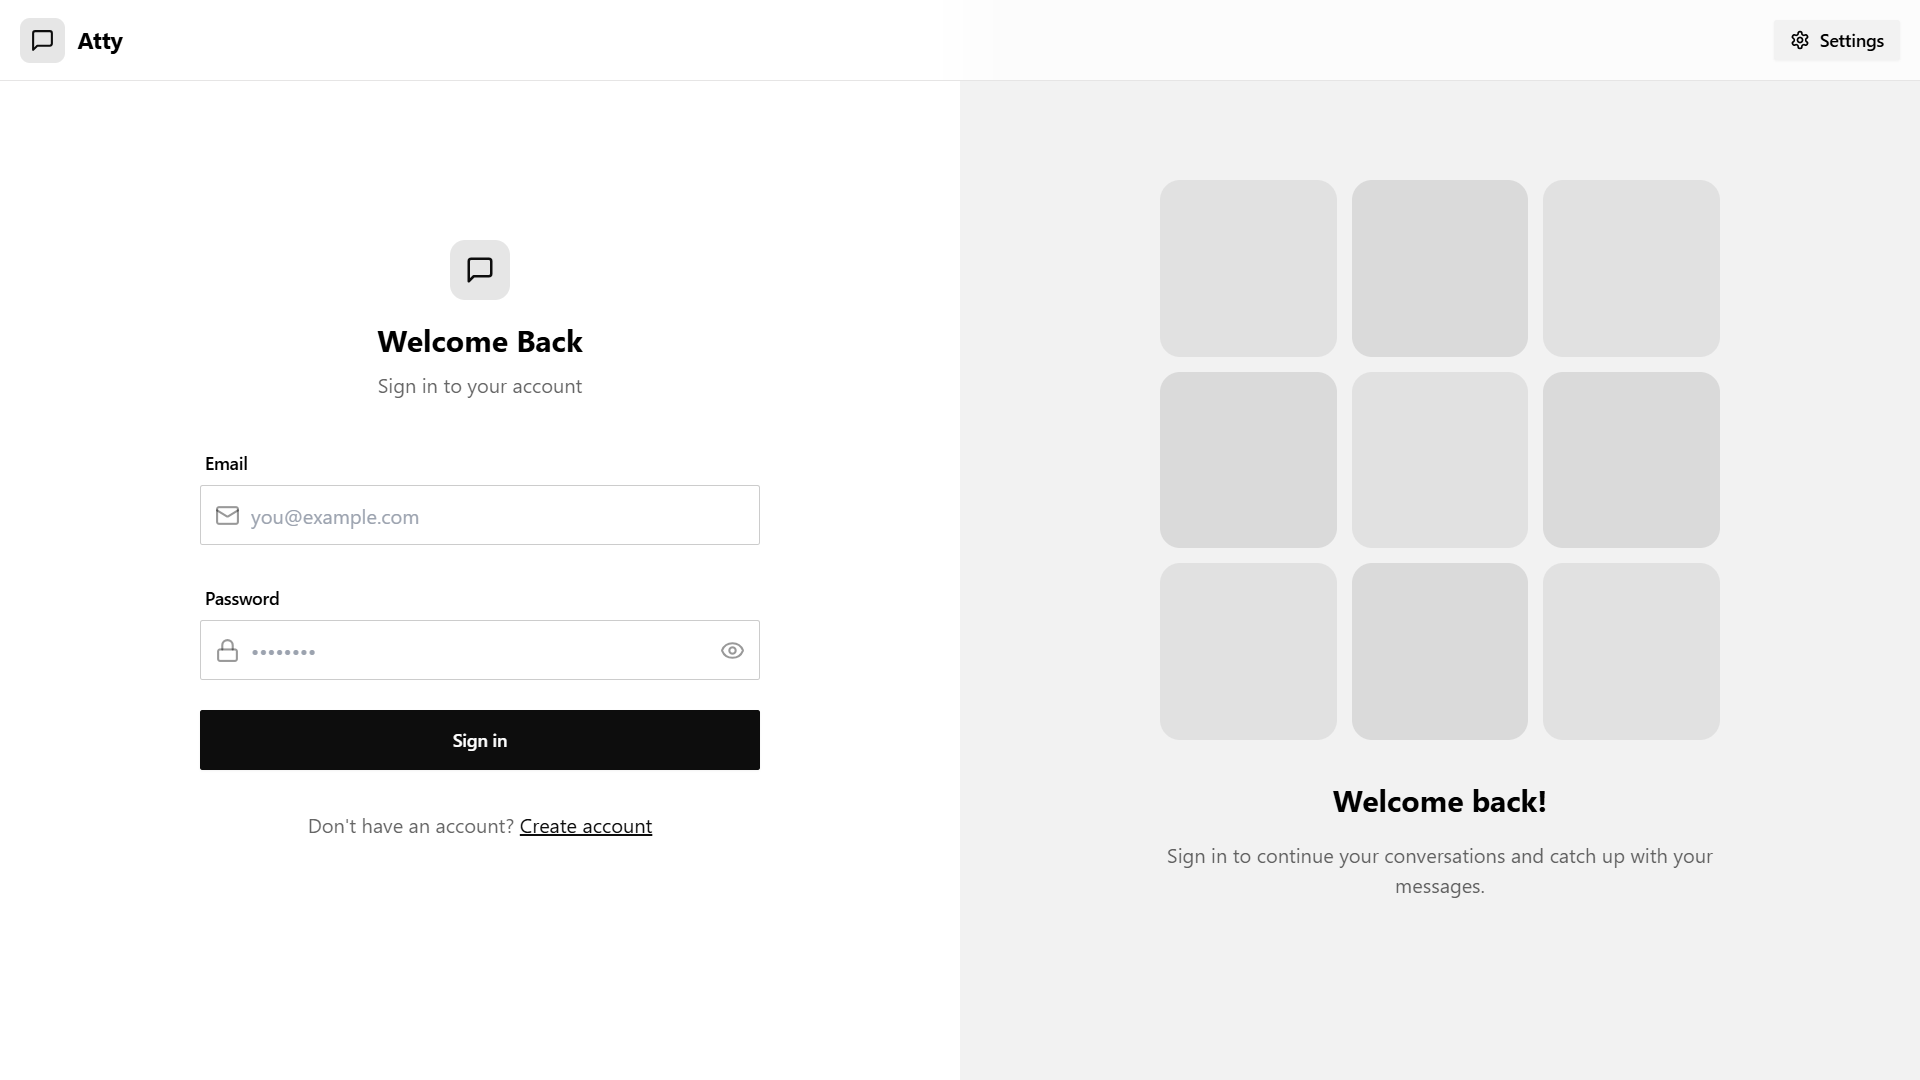 Atty
Settings
Welcome Back
Sign in to your account
Email
you@example.com
Password
••••••••
Sign in
Don't have an account? Create account
Welcome back!
Sign in to continue your conversations and catch up with your
messages.